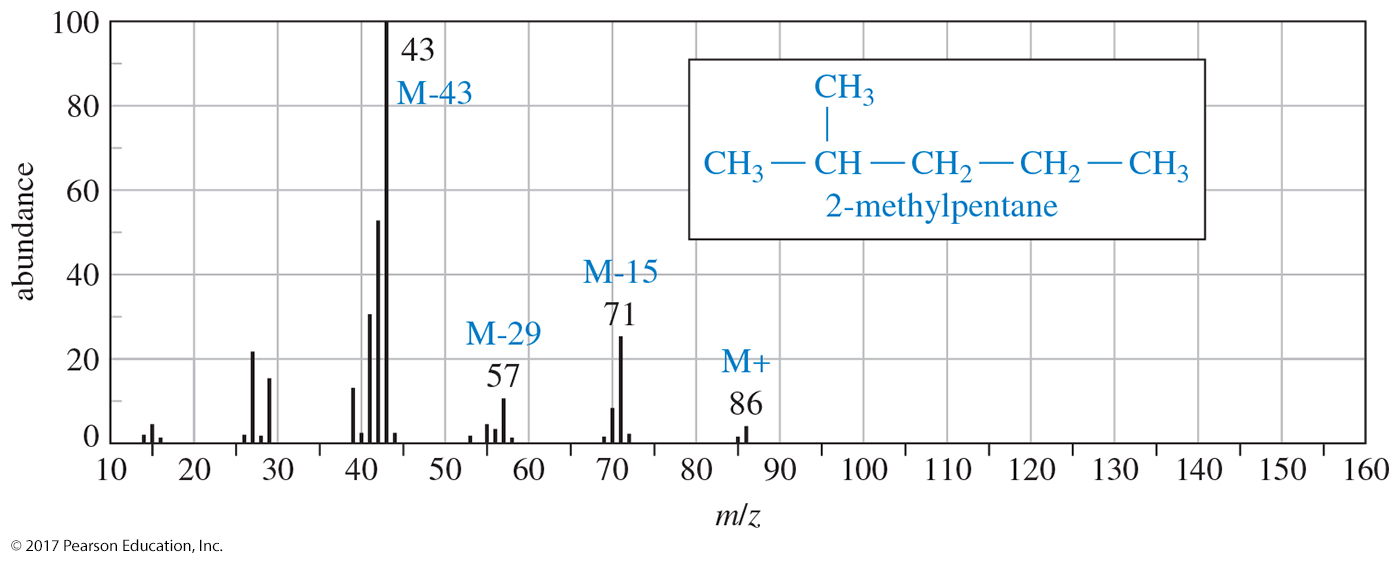 100
80
60
40
20
0
abundance
43
M-43
M-29
57
M-15
71
M+
86
CH3
|
CH3 — CH — CH2 — CH2 — CH3
2-methylpentane
10 20 30 40 50 60 70 80 90 100 110 120 130 140 150 160
m/z
© 2017 Pearson Education, Inc.